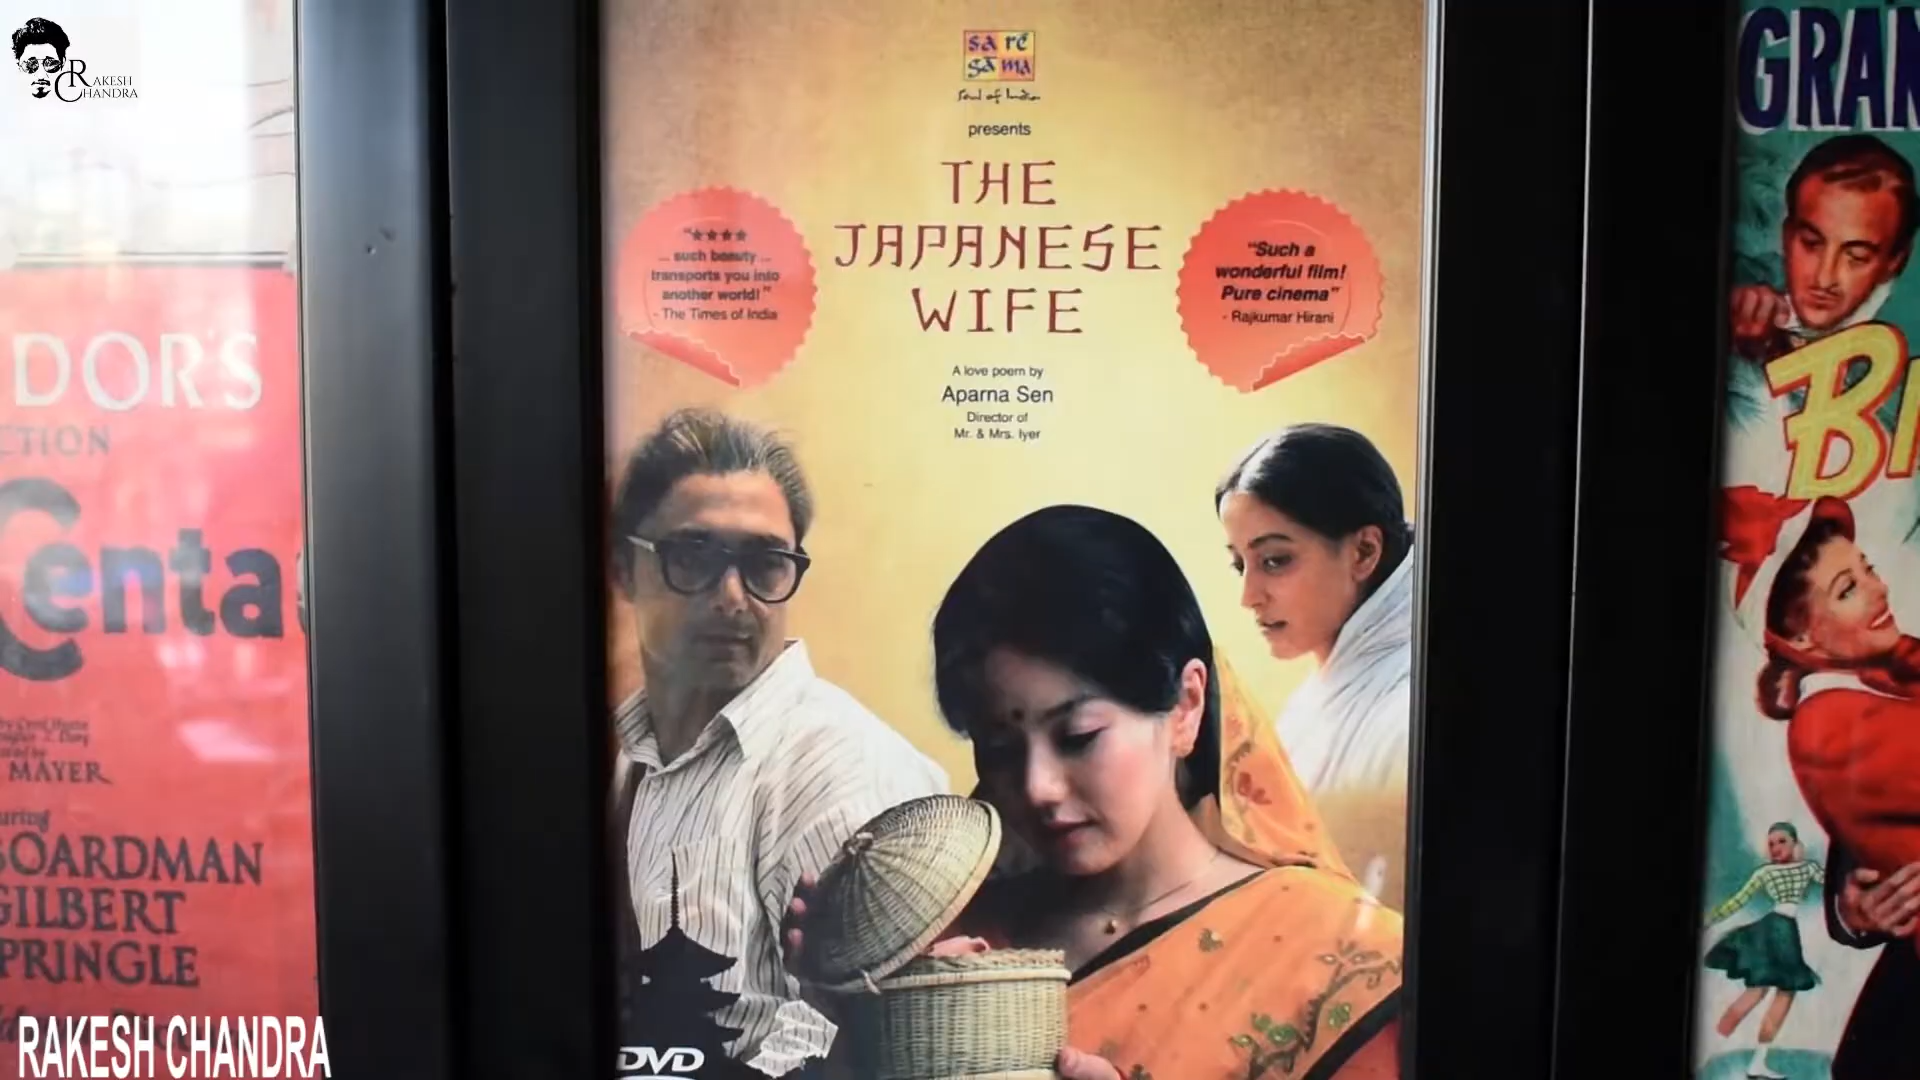 RAKESH
CHANDRA
DOR'S
CTION
Centa
MAYER
BOARDMAN
GILBERT
PRINGLE
RAKESH CHANDRA
sa re
ga ma
Soul of India
presents
THE
JAPANESE
WIFE
"★★★★
... such beauty ...
transports you into
another world!"
- The Times of India
"Such a
wonderful film!
Pure cinema"
- Rajkumar Hirani
A love poem by
Aparna Sen
Director of
Mr. & Mrs. Iyer
DVD
GRAN